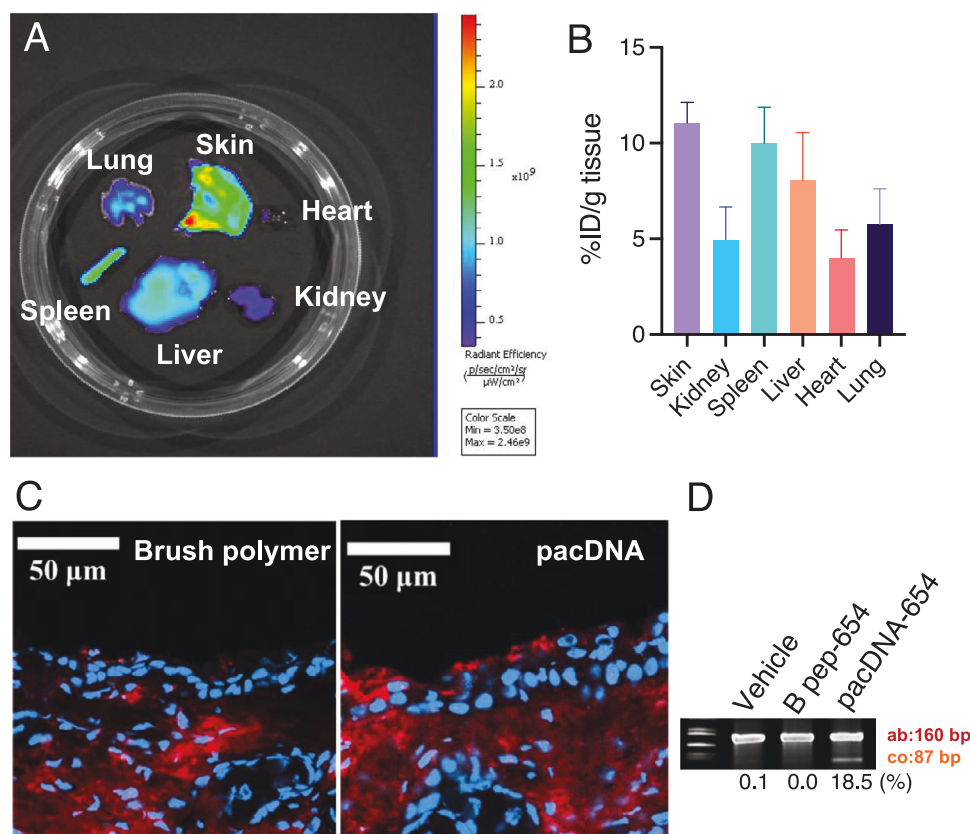 A
Lung
Skin
Heart
Spleen
Liver
Kidney
2.0
1.5
x10⁹
1.0
0.5
Radiant Efficiency
(p/sec/cm²/sr)
μW/cm²
Color Scale
Min = 3.50e8
Max = 2.46e9
B
%ID/g tissue
15
10
5
0
Skin
Kidney
Spleen
Liver
Heart
Lung
C
Brush polymer
50 μm
pacDNA
50 μm
D
Vehicle
B pep-654
pacDNA-654
ab:160 bp
co:87 bp
0.1 0.0 18.5 (%)